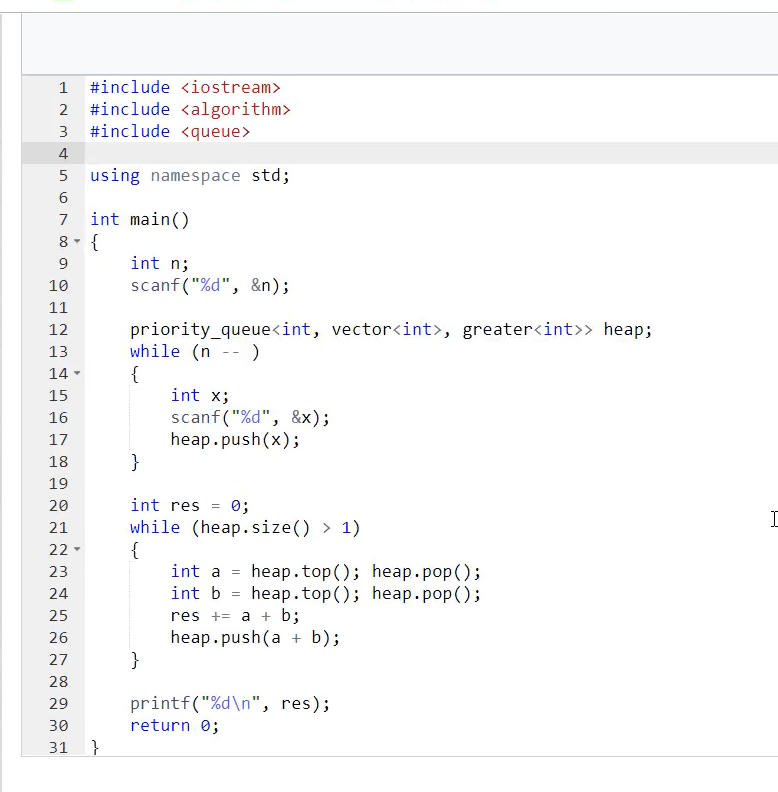 1 #include <iostream>
2 #include <algorithm>
3 #include <queue>
4
5 using namespace std;
6
7 int main()
8 {
9     int n;
10     scanf("%d", &n);
11
12     priority_queue<int, vector<int>, greater<int>> heap;
13     while (n -- )
14     {
15         int x;
16         scanf("%d", &x);
17         heap.push(x);
18     }
19
20     int res = 0;
21     while (heap.size() > 1)
22     {
23         int a = heap.top(); heap.pop();
24         int b = heap.top(); heap.pop();
25         res += a + b;
26         heap.push(a + b);
27     }
28
29     printf("%d\n", res);
30     return 0;
31 }